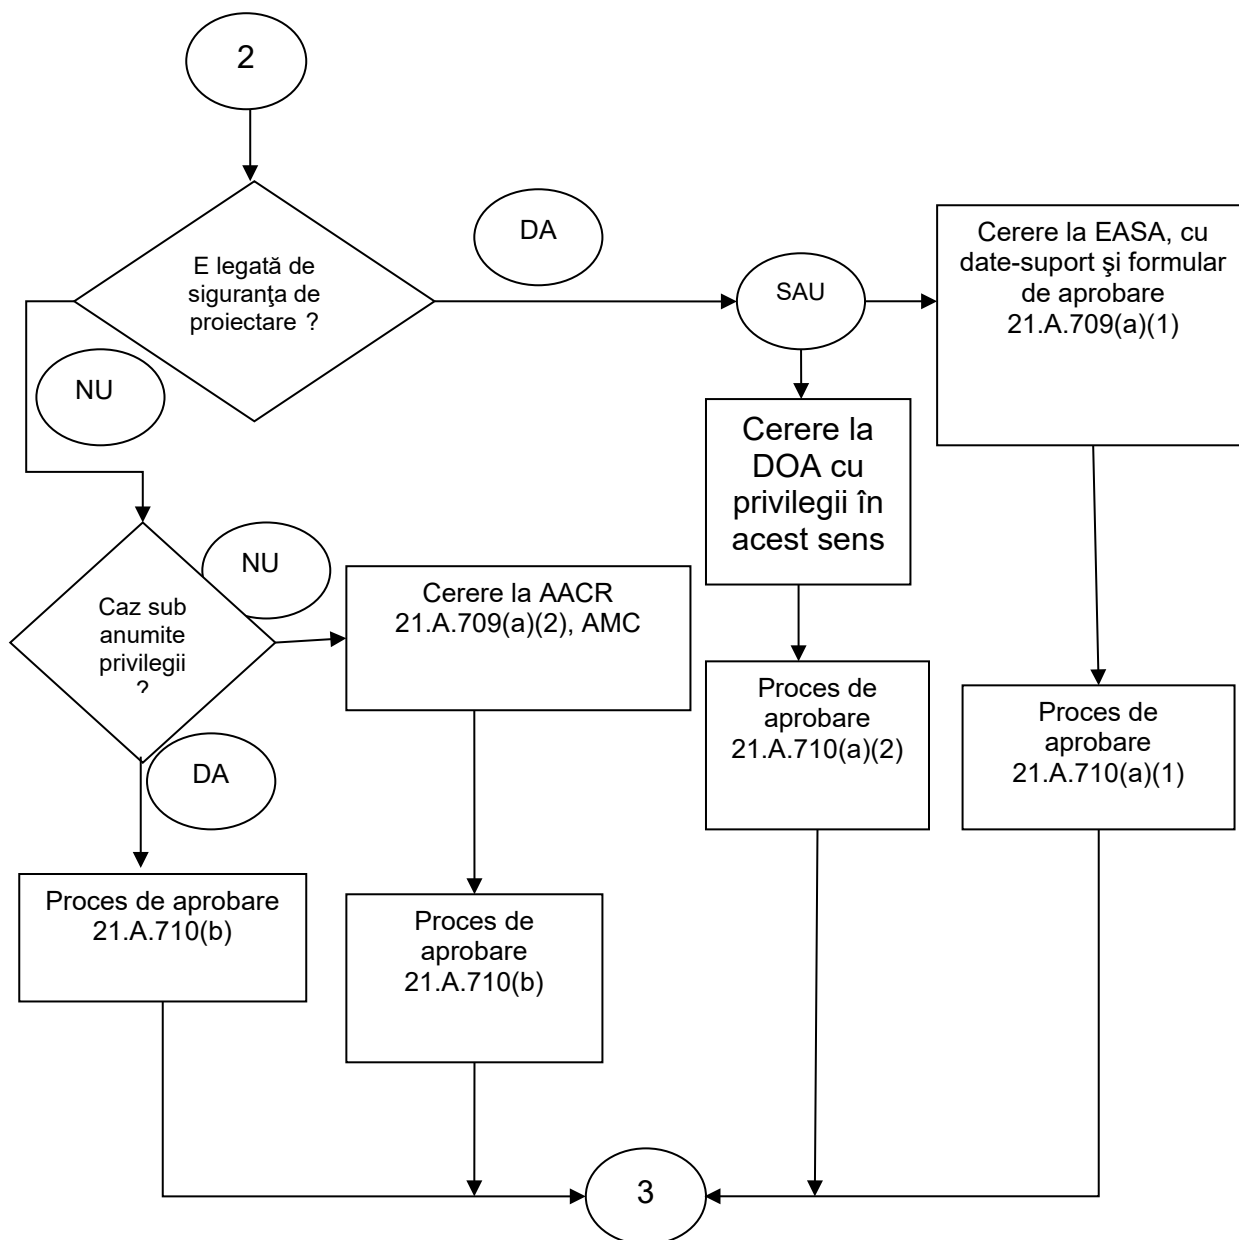 2
DA
Cerere la EASA, cu
date-suport şi formular
de aprobare
21.A.709(a)(1)
E legată de
siguranţa de
proiectare ?
SAU
NU
Cerere la
DOA cu
privilegii în
acest sens
NU
Cerere la AACR
21.A.709(a)(2), AMC
Caz sub
anumite
privilegii
?
Proces de
aprobare
21.A.710(a)(2)
Proces de
aprobare
21.A.710(a)(1)
DA
Proces de aprobare
21.A.710(b)
Proces de
aprobare
21.A.710(b)
3